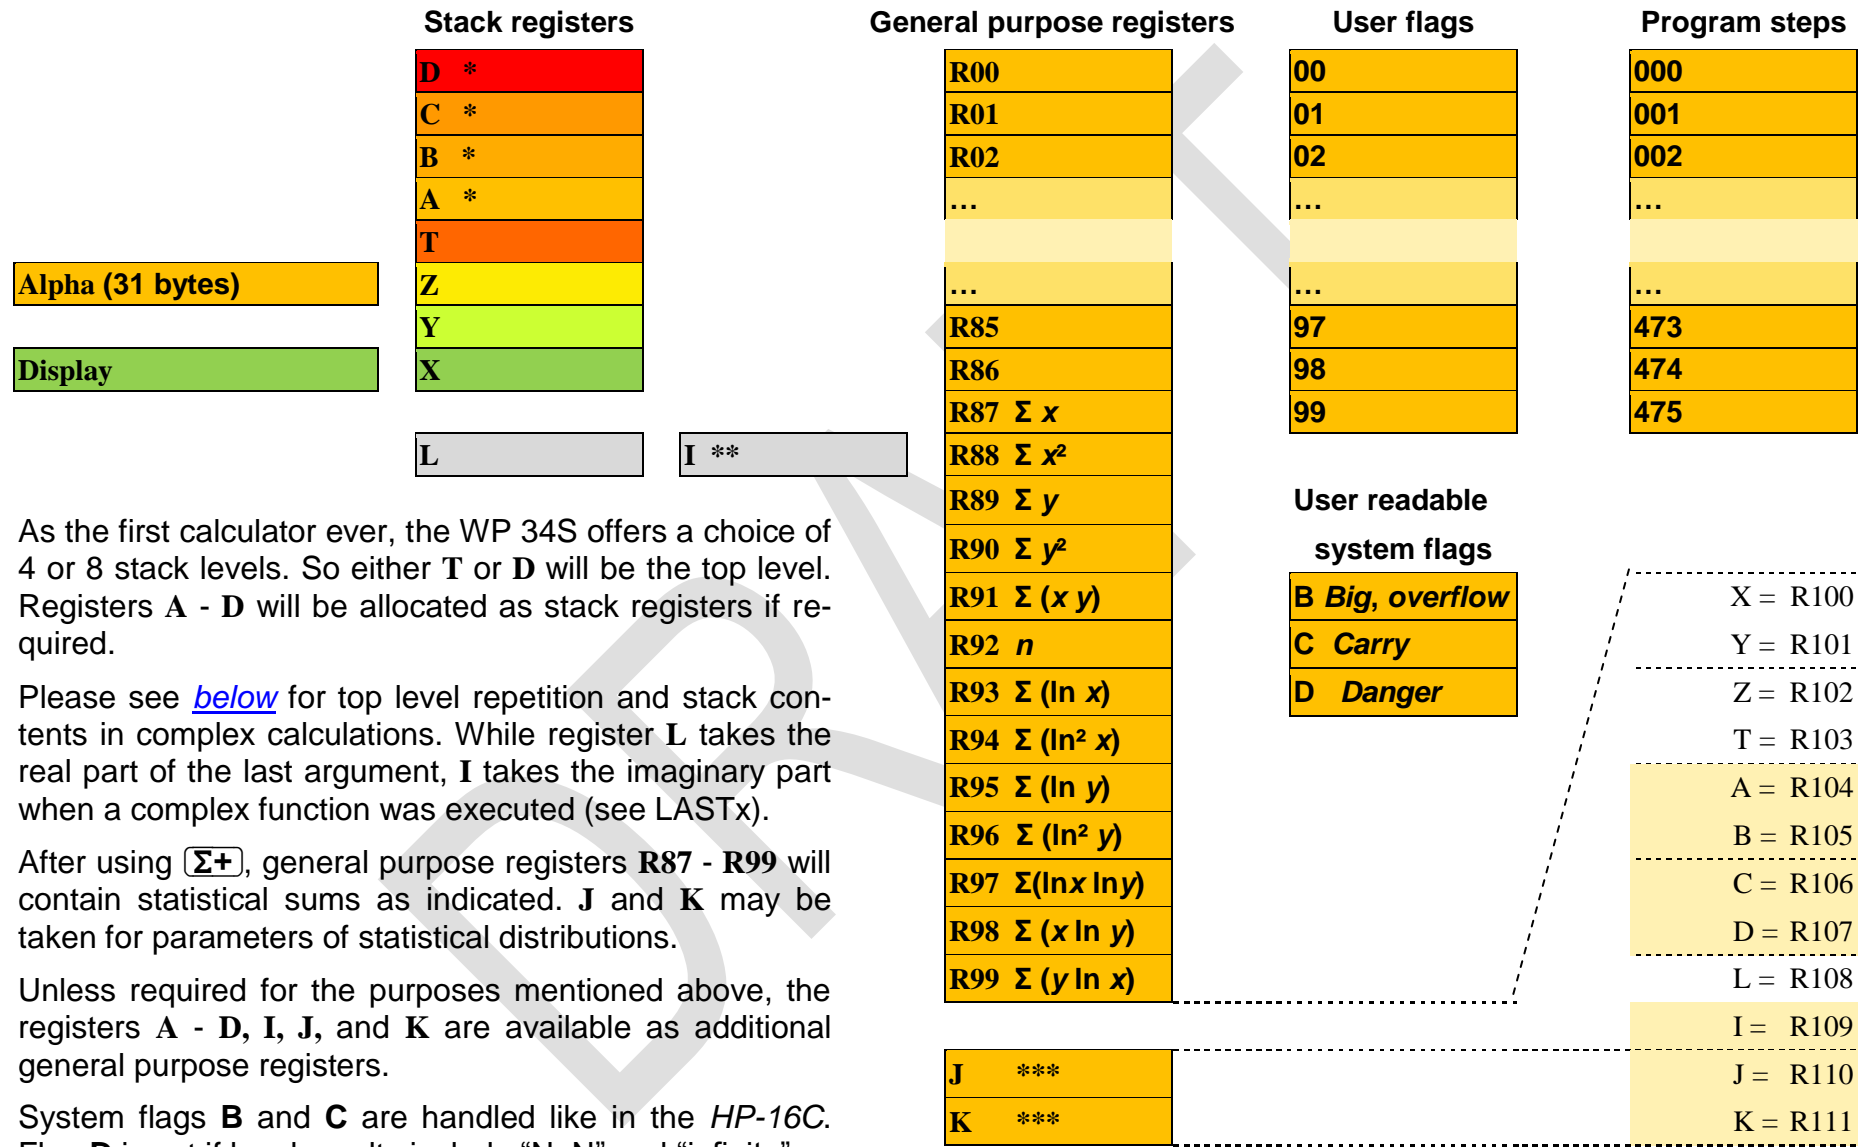 Stack registers
General purpose registers
User flags
Program steps
D *
C *
B *
A *
T
Z
Y
X
Alpha (31 bytes)
Display
L
I **
R00
R01
R02
…
…
R85
R86
R87 Σ x
R88 Σ x²
R89 Σ y
R90 Σ y²
R91 Σ (x y)
R92 n
R93 Σ (ln x)
R94 Σ (ln² x)
R95 Σ (ln y)
R96 Σ (ln² y)
R97 Σ(lnx lny)
R98 Σ (x ln y)
R99 Σ (y ln x)
J ***
K ***
00
01
02
…
…
97
98
99
User readable
system flags
B Big, overflow
C Carry
D Danger
000
001
002
…
…
473
474
475
X = R100
Y = R101
Z = R102
T = R103
A = R104
B = R105
C = R106
D = R107
L = R108
I = R109
J = R110
K = R111
As the first calculator ever, the WP 34S offers a choice of
4 or 8 stack levels. So either T or D will be the top level.
Registers A - D will be allocated as stack registers if re-
quired.
Please see below for top level repetition and stack con-
tents in complex calculations. While register L takes the
real part of the last argument, I takes the imaginary part
when a complex function was executed (see LASTx).
After using Σ+, general purpose registers R87 - R99 will
contain statistical sums as indicated. J and K may be
taken for parameters of statistical distributions.
Unless required for the purposes mentioned above, the
registers A - D, I, J, and K are available as additional
general purpose registers.
System flags B and C are handled like in the HP-16C.
DRAFT